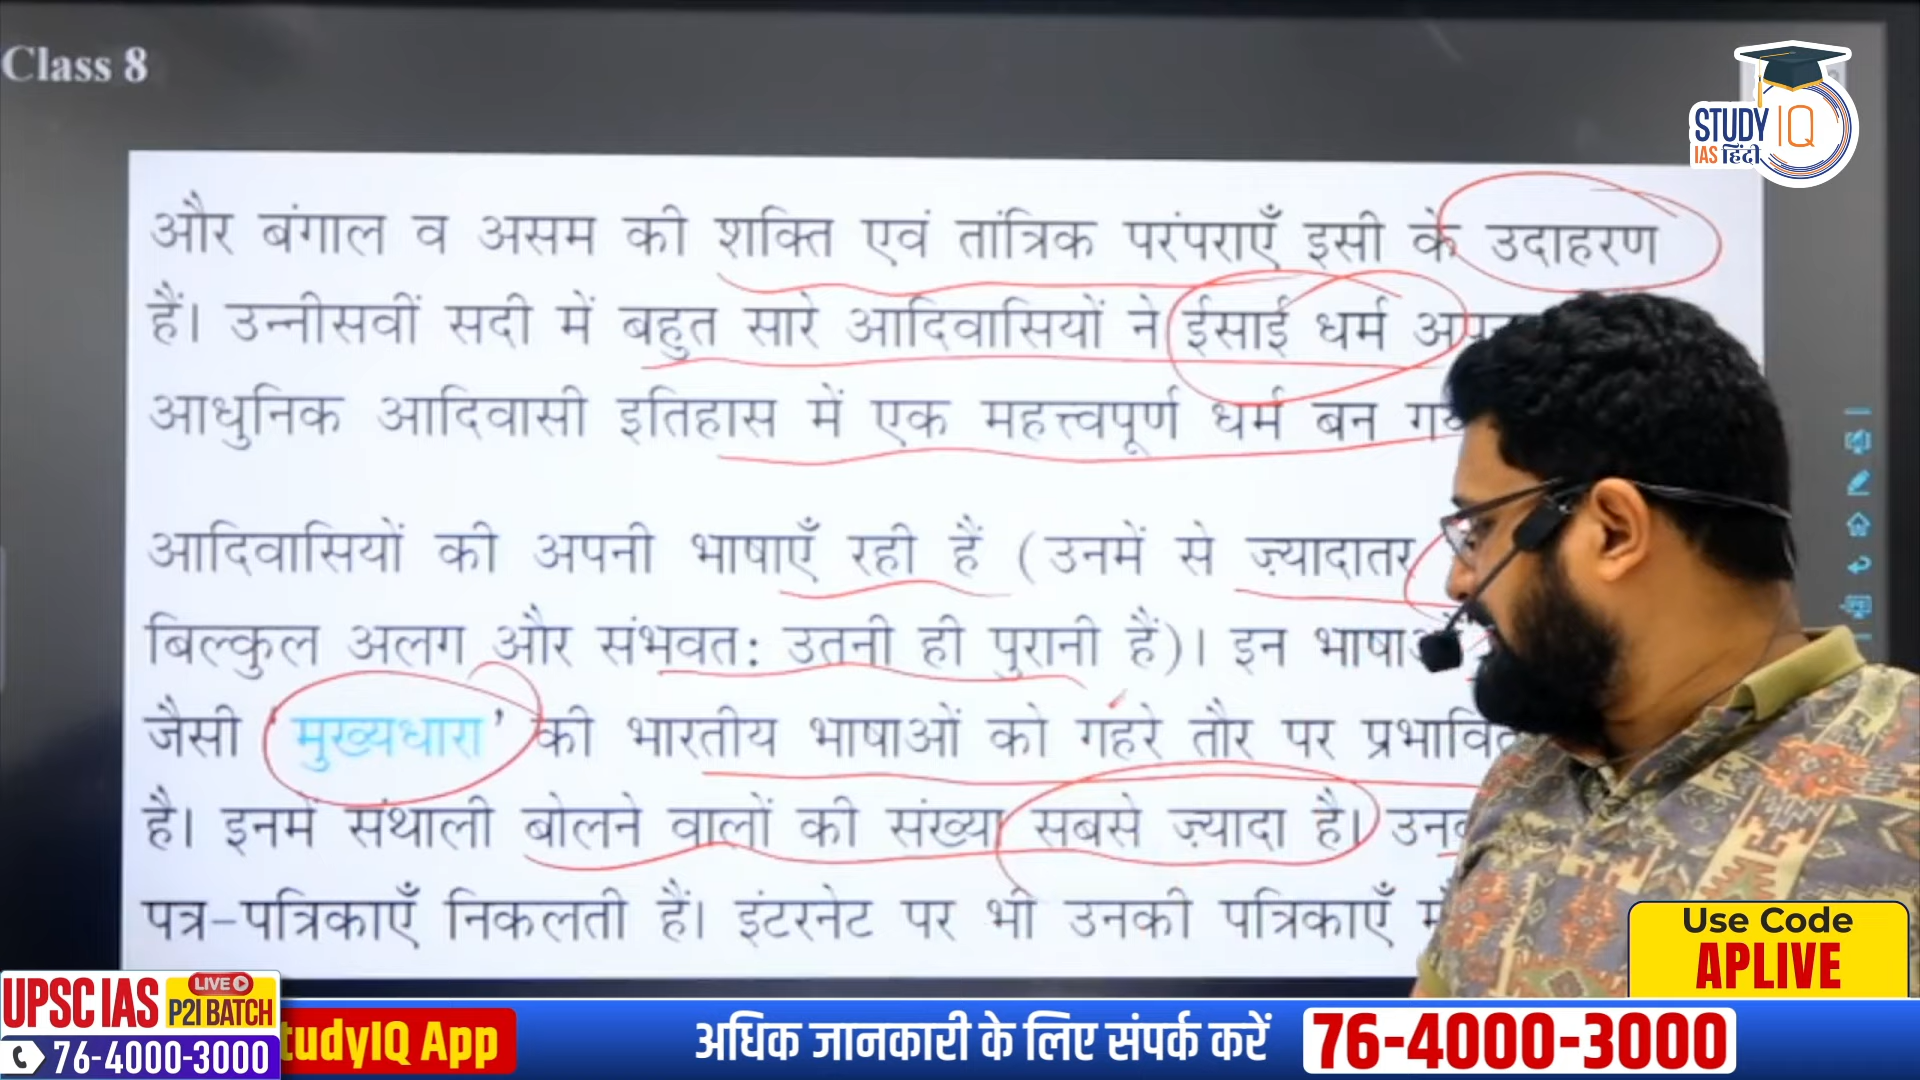 Class 8
STUDY IQ
IAS हिंदी
और बंगाल व असम की शक्ति एवं तांत्रिक परंपराएँ इसी के उदाहरण
हैं। उन्नीसवीं सदी में बहुत सारे आदिवासियों ने ईसाई धर्म
आधुनिक आदिवासी इतिहास में एक महत्त्वपूर्ण धर्म बन
आदिवासियों की अपनी भाषाएँ रही हैं (उनमें से ज़्यादातर
बिल्कुल अलग और संभवत: उतनी ही पुरानी हैं)। इन
जैसी 'मुख्यधारा' की भारतीय भाषाओं को गहरे तौर पर
है। इनमें संथाली बोलने वालों की संख्या सबसे ज़्यादा है।
पत्र-पत्रिकाएँ निकलती हैं। इंटरनेट पर भी उनकी पत्रिकाएँ
Use Code
APLIVE
UPSC IAS LIVE P2I BATCH
76-4000-3000
tudyIQ App
अधिक जानकारी के लिए संपर्क करें 76-4000-3000